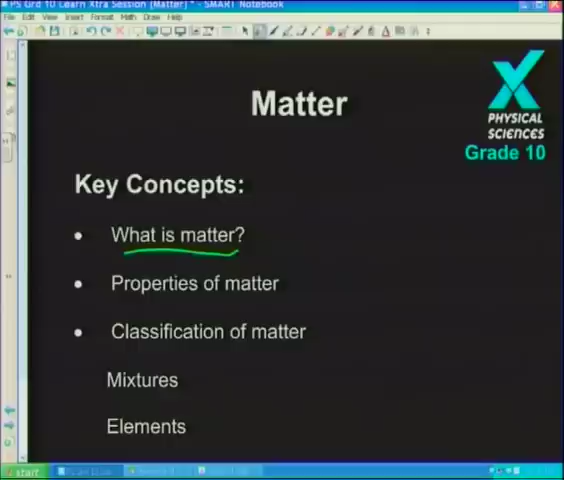 PS Grd 10 Learn Xtra Session (Matter) * - SMART Notebook
File Edit View Insert Format Math Draw Help
Matter
PHYSICAL
SCIENCES
Grade 10
Key Concepts:
• What is matter?
• Properties of matter
• Classification of matter
Mixtures
Elements
start